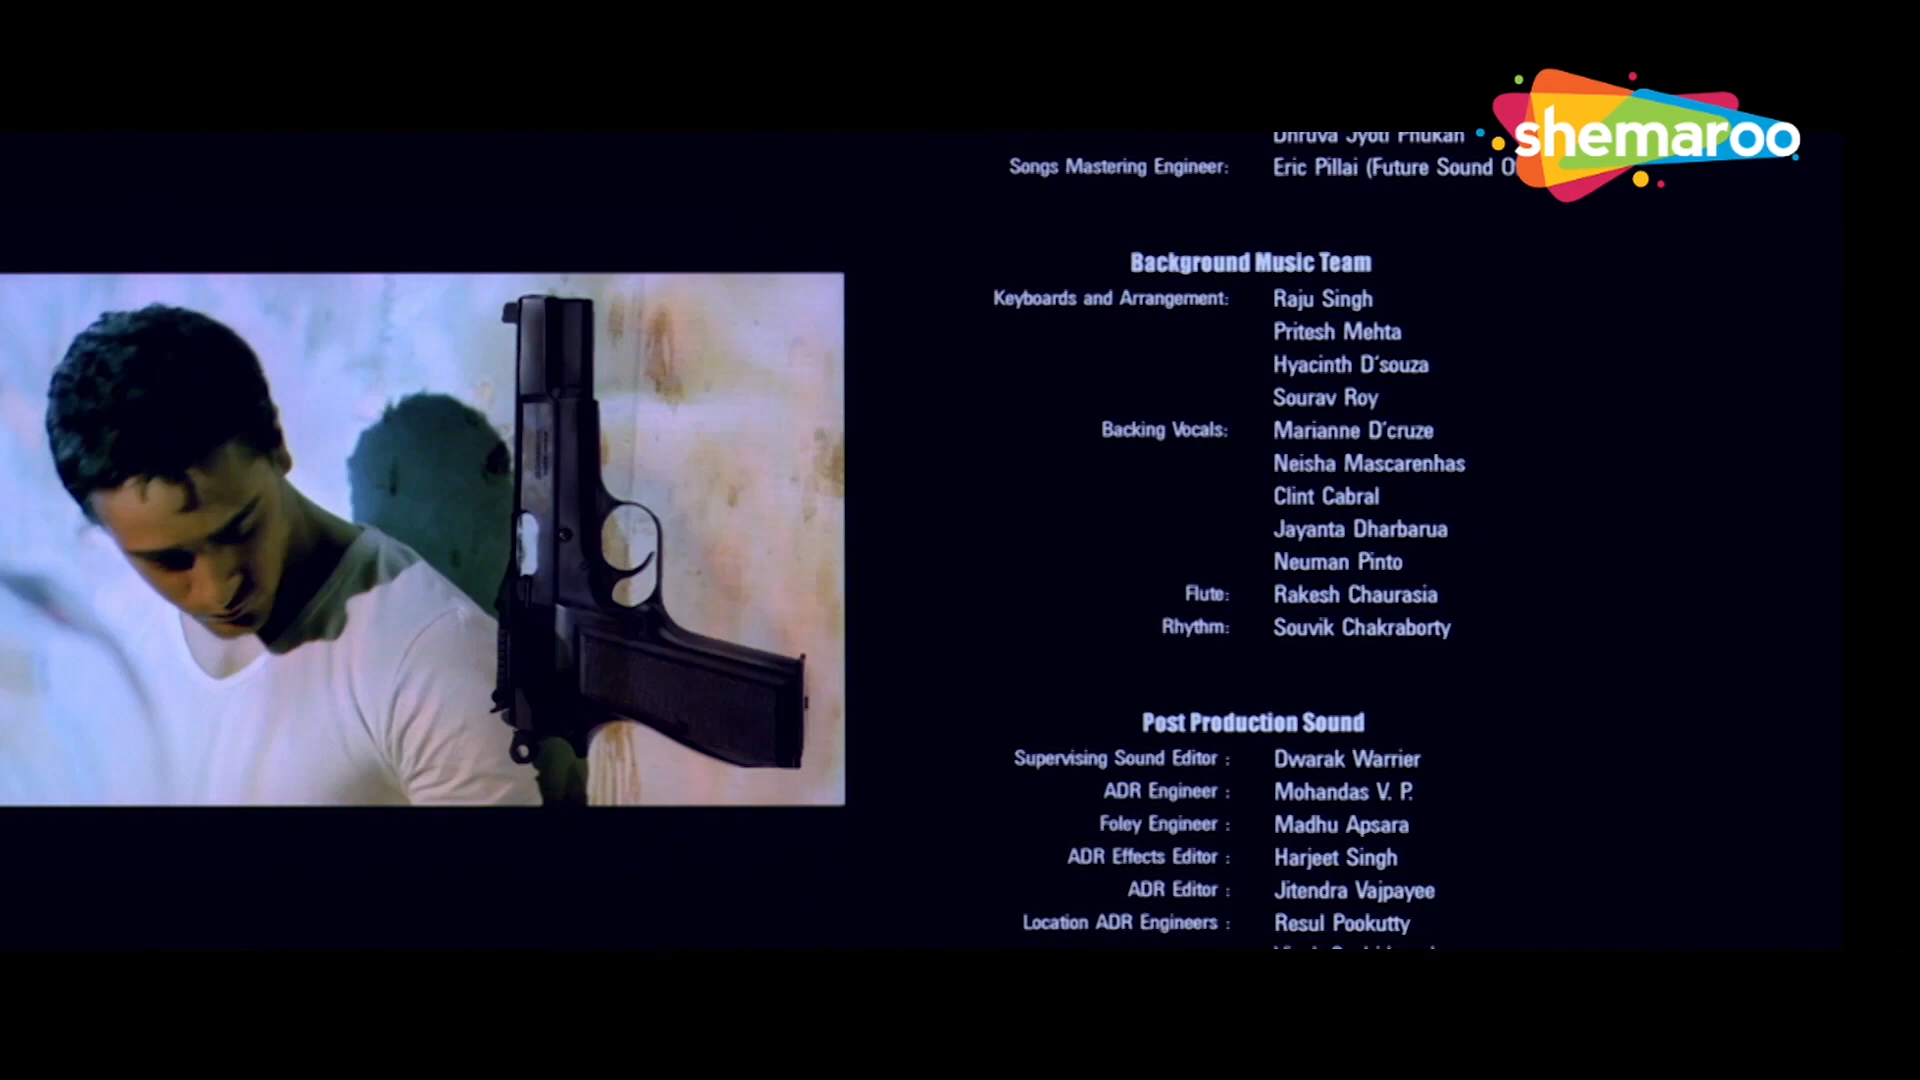 shemaroo
Dhruva Jyoti Phukan
Songs Mastering Engineer: Eric Pillai (Future Sound
Background Music Team
Keyboards and Arrangement: Raju Singh
Pritesh Mehta
Hyacinth D'souza
Sourav Roy
Backing Vocals: Marianne D'cruze
Neisha Mascarenhas
Clint Cabral
Jayanta Dharbarua
Neuman Pinto
Flute: Rakesh Chaurasia
Rhythm: Souvik Chakraborty
Post Production Sound
Supervising Sound Editor : Dwarak Warrier
ADR Engineer : Mohandas V. P.
Foley Engineer : Madhu Apsara
ADR Effects Editor : Harjeet Singh
ADR Editor : Jitendra Vajpayee
Location ADR Engineers : Resul Pookutty